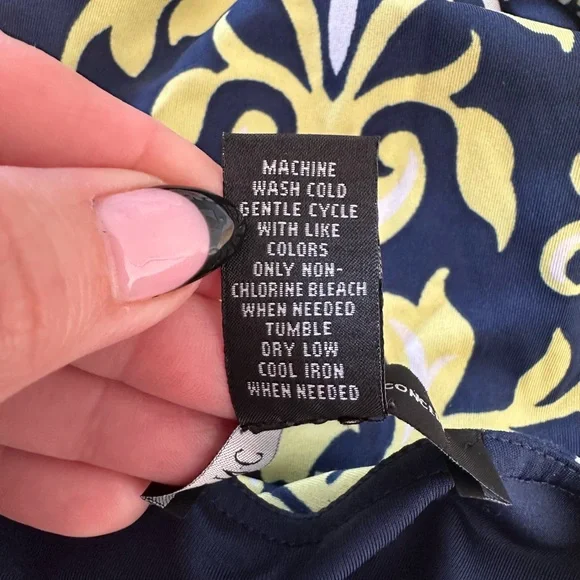 MACHINE
WASH COLD
GENTLE CYCLE
WITH LIKE
COLORS
ONLY NON-
CHLORINE BLEACH
WHEN NEEDED
TUMBLE
DRY LOW
COOL IRON
WHEN NEEDED